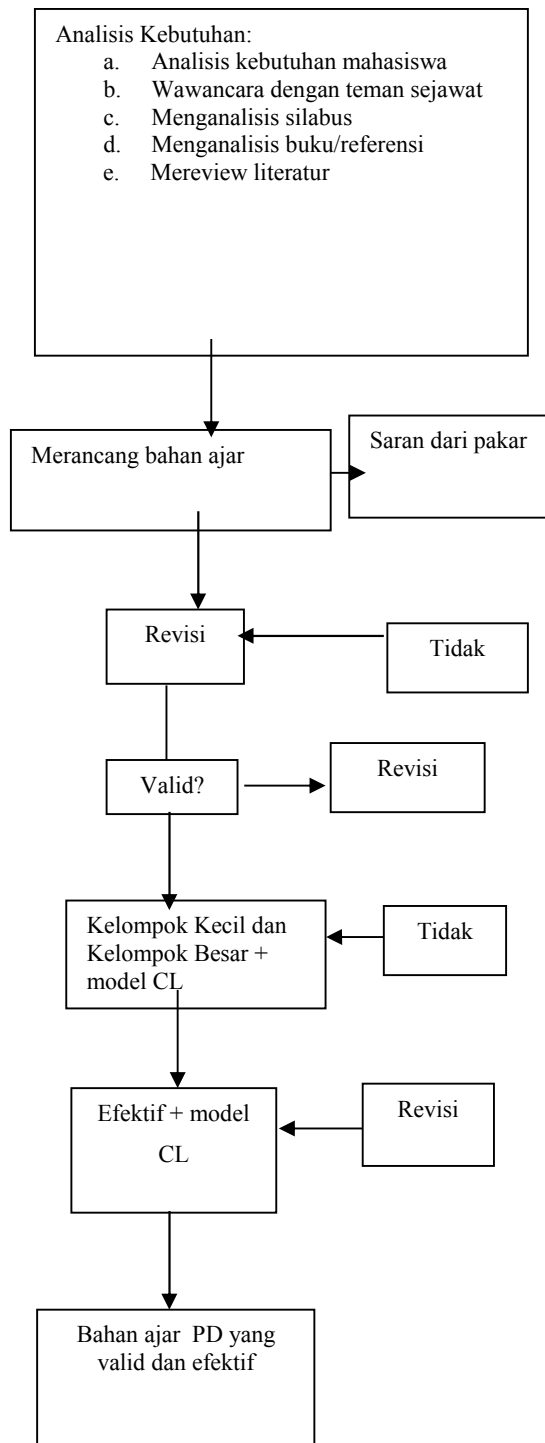 Analisis Kebutuhan:
a. Analisis kebutuhan mahasiswa
b. Wawancara dengan teman sejawat
c. Menganalisis silabus
d. Menganalisis buku/referensi
e. Mereview literatur
Merancang bahan ajar
Saran dari pakar
Revisi
Tidak
Valid?
Revisi
Kelompok Kecil dan
Kelompok Besar +
model CL
Tidak
Efektif + model
CL
Revisi
Bahan ajar PD yang
valid dan efektif